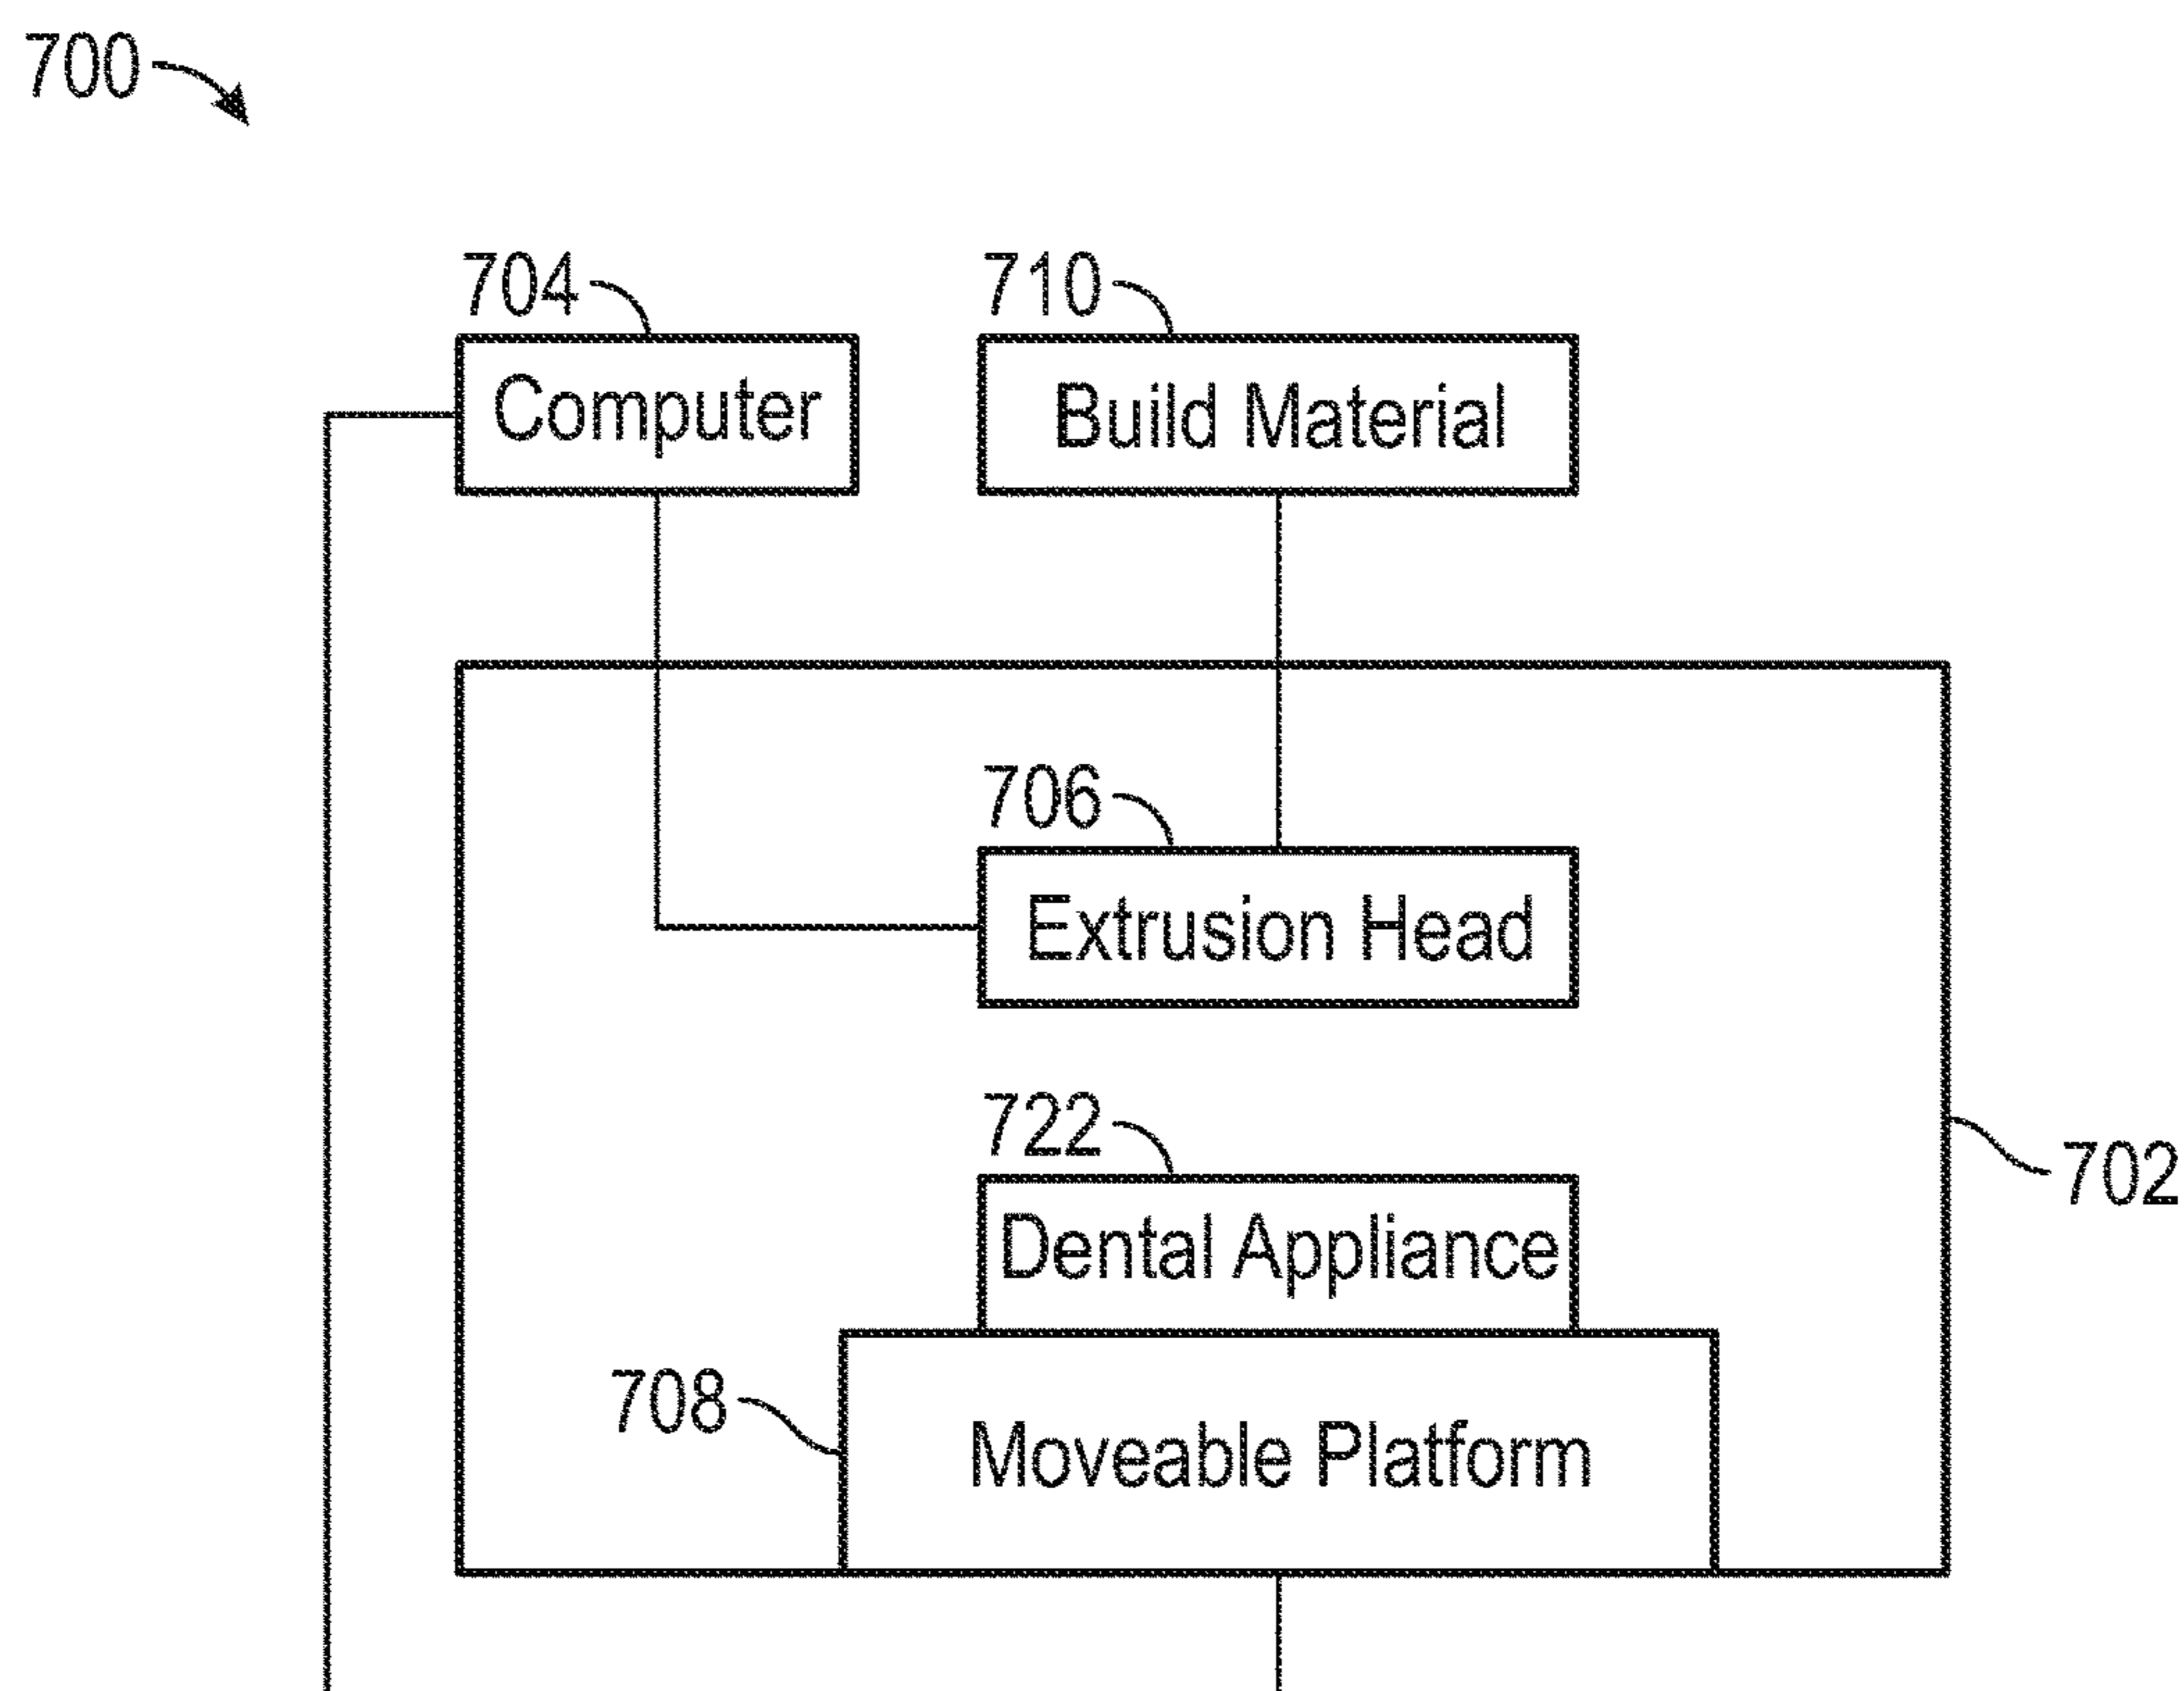 700
704
710
Computer
Build Material
706
Extrusion Head
722
Dental Appliance
702
708
Moveable Platform